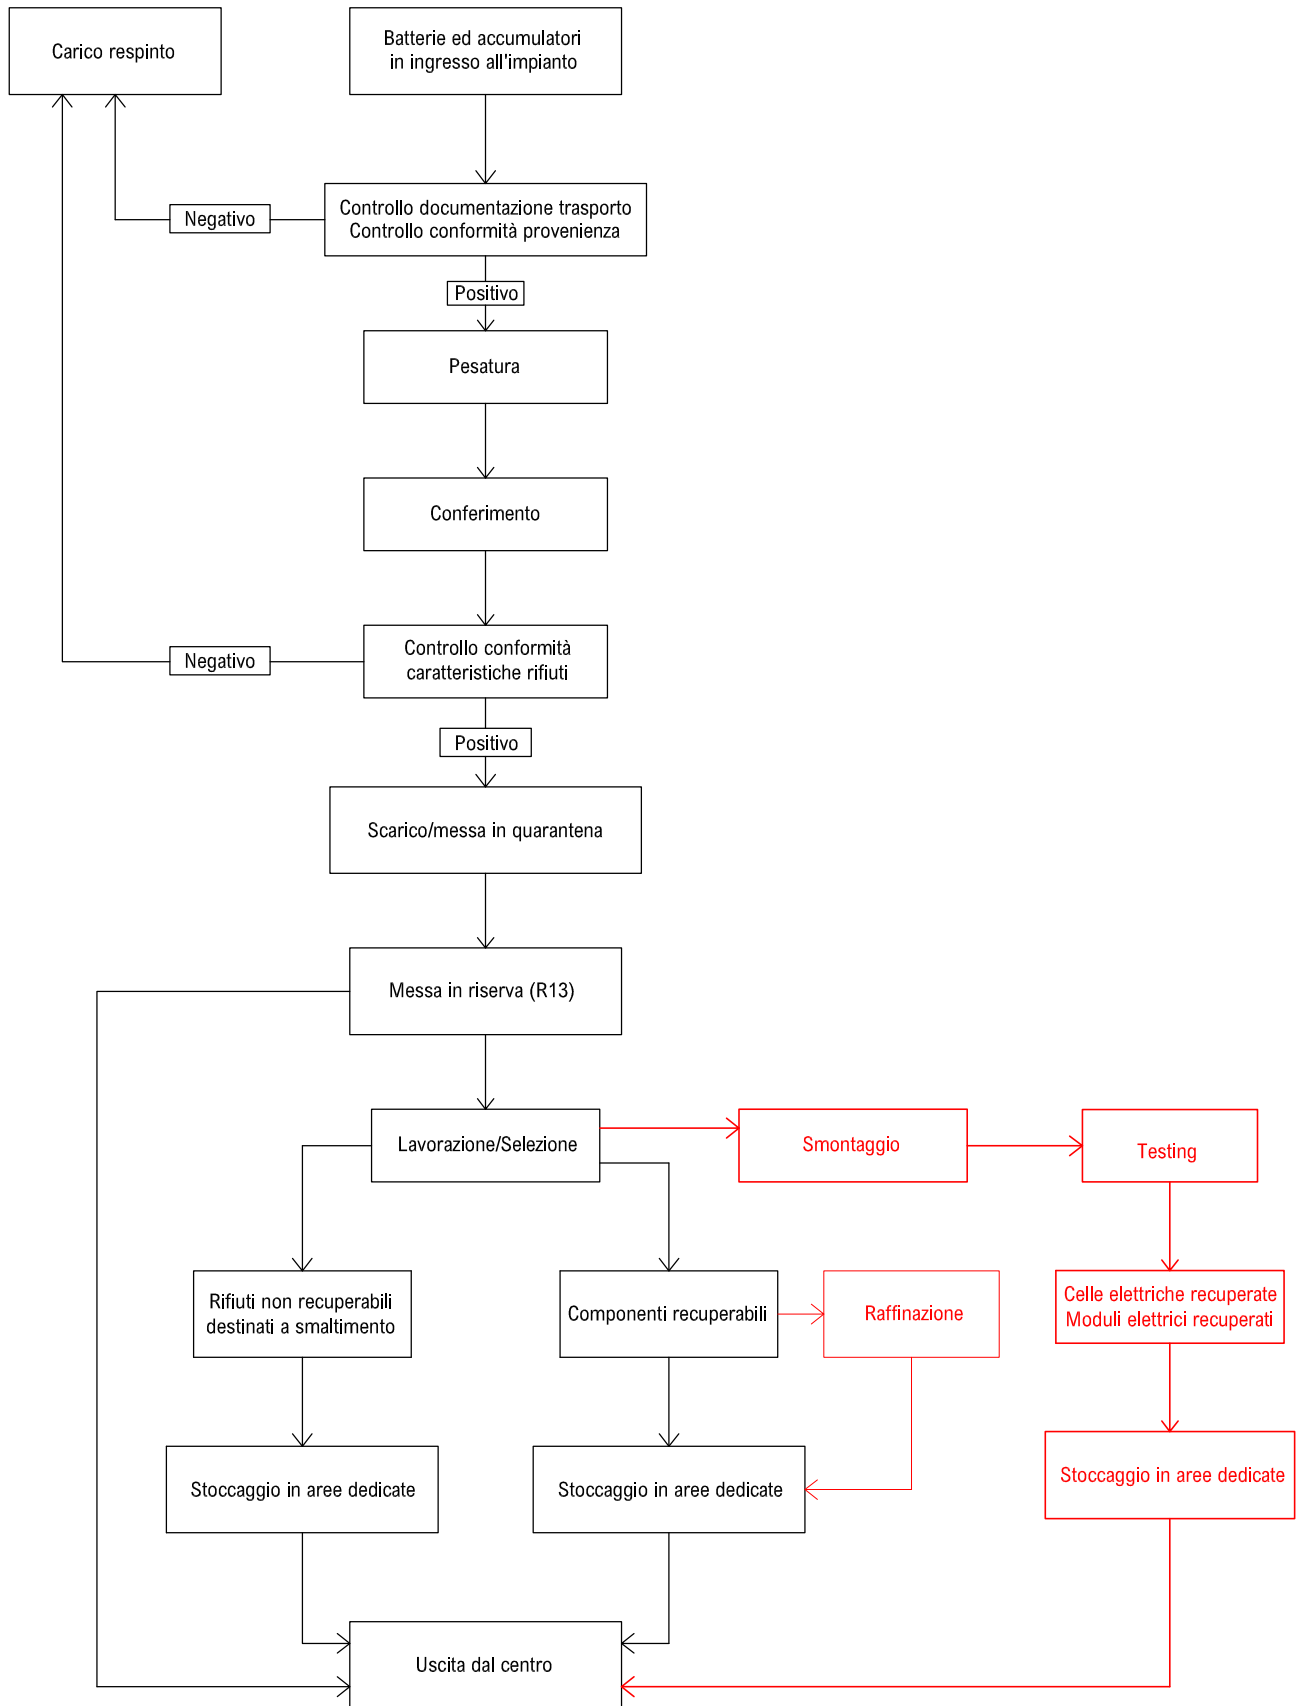 Carico respinto
Batterie ed accumulatori
in ingresso all'impianto
Negativo
Controllo documentazione trasporto
Controllo conformità provenienza
Positivo
Pesatura
Conferimento
Negativo
Controllo conformità
caratteristiche rifiuti
Positivo
Scarico/messa in quarantena
Messa in riserva (R13)
Lavorazione/Selezione
Smontaggio
Testing
Rifiuti non recuperabili
destinati a smaltimento
Componenti recuperabili
Raffinazione
Celle elettriche recuperate
Moduli elettrici recuperati
Stoccaggio in aree dedicate
Stoccaggio in aree dedicate
Stoccaggio in aree dedicate
Uscita dal centro